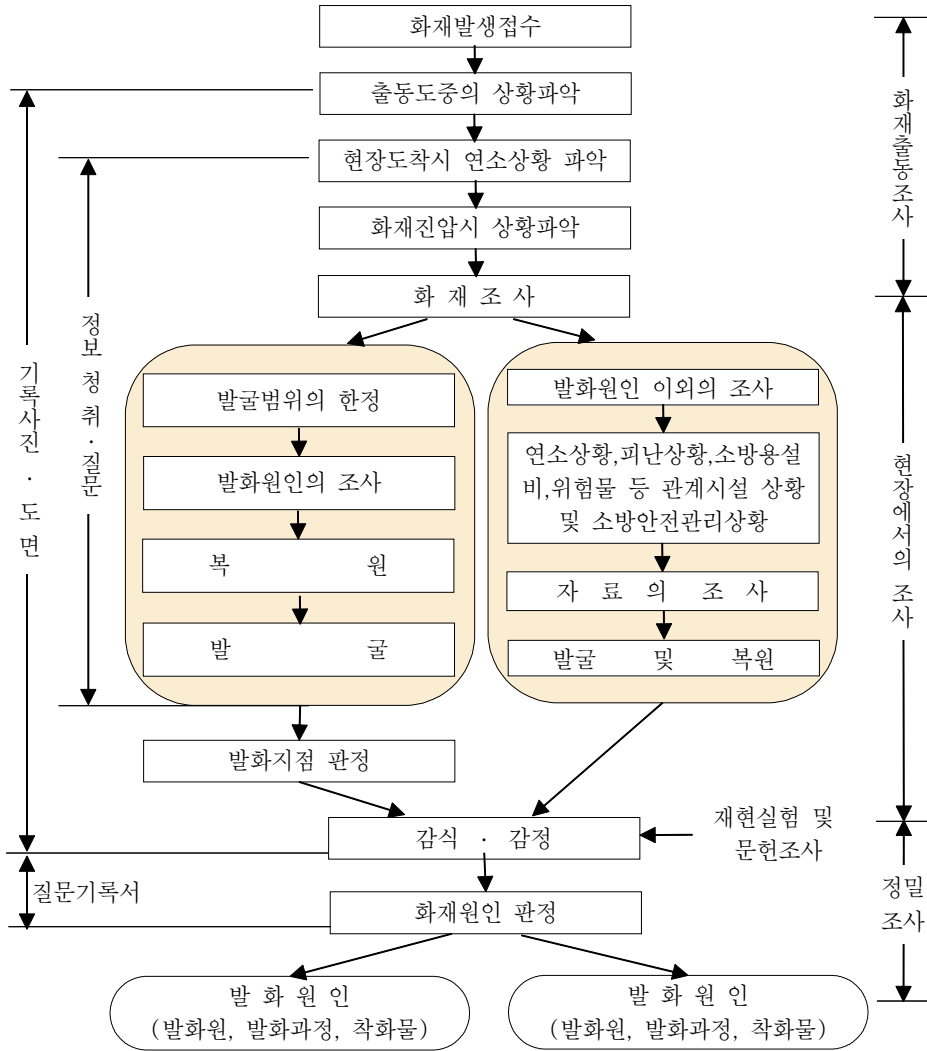 화재발생접수
출동도중의 상황파악
현장도착시 연소상황 파악
화재진압시 상황파악
화 재 조 사
발굴범위의 한정
발화원인의 조사
복 원
발 굴
발화원인 이외의 조사
연소상황,피난상황,소방용설
비,위험물 등 관계시설 상황
및 소방안전관리상황
자 료 의 조 사
발굴 및 복원
발화지점 판정
감식 · 감정
재현실험 및
문헌조사
화재원인 판정
발 화 원 인
(발화원, 발화과정, 착화물)
발 화 원 인
(발화원, 발화과정, 착화물)
기록사진 · 도 면
정보 청 취 · 질문
질문기록서
화재출동조사
현장에서의 조사
정밀
조사